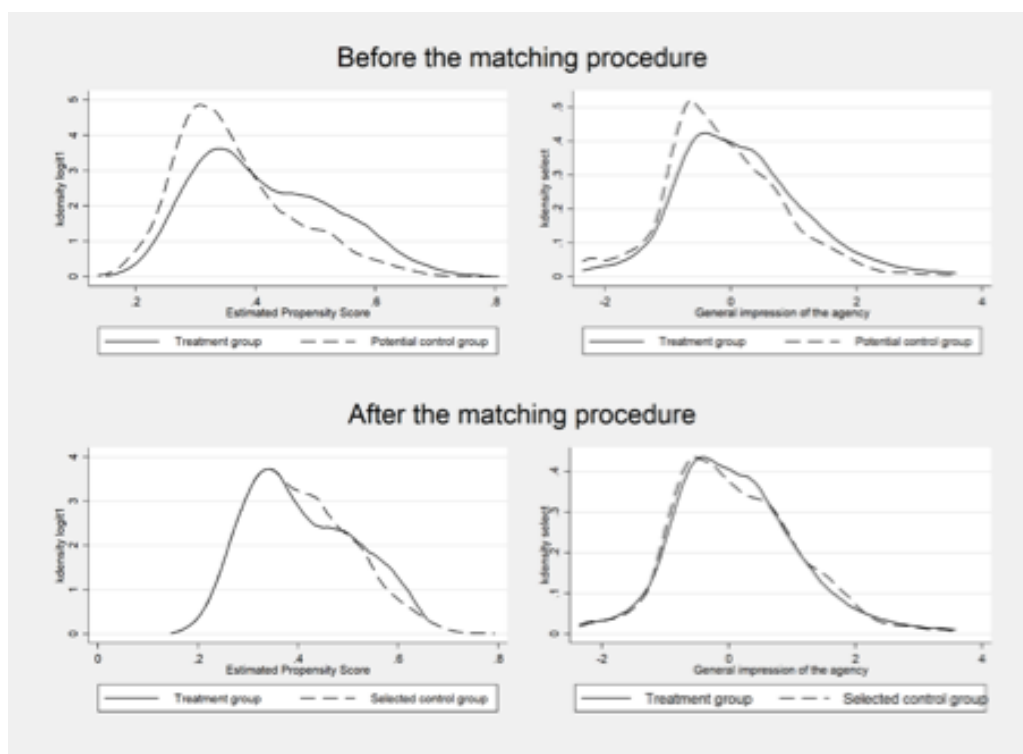 Before the matching procedure
kdensity logit1
0 1 2 3 4 5
.2 .4 .6 .8
Estimated Propensity Score
Treatment group Potential control group
kdensity select
0 .1 .2 .3 .4 .5
-2 0 2 4
General impression of the agency
Treatment group Potential control group
After the matching procedure
kdensity logit1
0 1 2 3 4
0 .2 .4 .6 .8
Estimated Propensity Score
Treatment group Selected control group
kdensity select
0 .1 .2 .3 .4
-2 0 2 4
General impression of the agency
Treatment group Selected control group